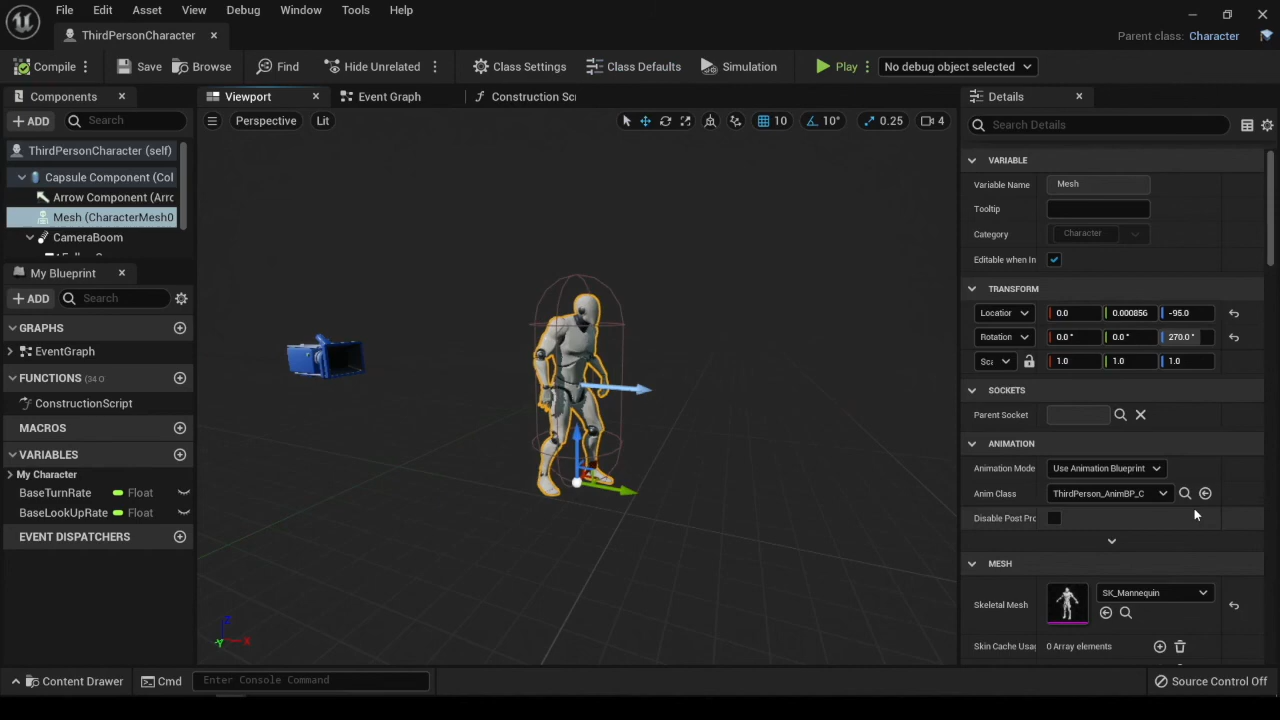 File Edit Asset View Debug Window Tools Help
ThirdPersonCharacter
Parent class: Character
Compile Save Browse Find Hide Unrelated Class Settings Class Defaults Simulation Play No debug object selected
Components
ADD Search
ThirdPersonCharacter (self)
Capsule Component (Col
Arrow Component (Arro
Mesh (CharacterMesh0
CameraBoom
My Blueprint
ADD Search
GRAPHS
EventGraph
FUNCTIONS (34 O
ConstructionScript
MACROS
VARIABLES
My Character
BaseTurnRate Float
BaseLookUpRate Float
EVENT DISPATCHERS
Viewport Event Graph Construction Scr
Perspective Lit 10 10° 0.25 4
Z
Y X
Details
Search Details
VARIABLE
Variable Name Mesh
Tooltip
Category Character
Editable when In
TRANSFORM
Location 0.0 0.000856 -95.0
Rotation 0.0 ° 0.0 ° 270.0 °
Sca 1.0 1.0 1.0
SOCKETS
Parent Socket
ANIMATION
Animation Mode Use Animation Blueprint
Anim Class ThirdPerson_AnimBP_C
Disable Post Pro
MESH
Skeletal Mesh SK_Mannequin
Skin Cache Usag 0 Array elements
Content Drawer Cmd Enter Console Command Source Control Off